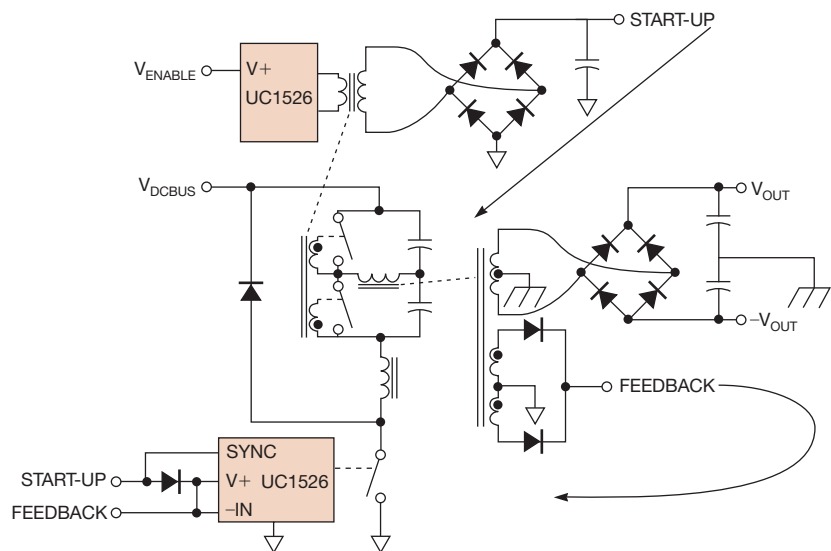 START-UP
V_ENABLE
V+
UC1526
V_DCBUS
V_OUT
–V_OUT
FEEDBACK
SYNC
START-UP
V+ UC1526
FEEDBACK
–IN